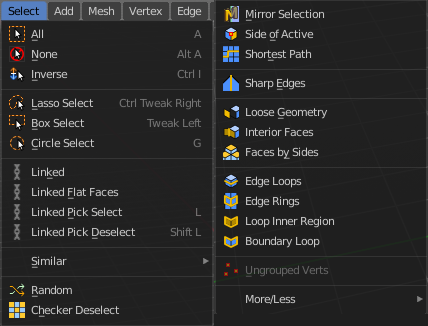 Select Add Mesh Vertex Edge
All A
None Alt A
Inverse Ctrl I
Lasso Select Ctrl Tweak Right
Box Select Tweak Left
Circle Select G
Linked
Linked Flat Faces
Linked Pick Select L
Linked Pick Deselect Shift L
Similar
Random
Checker Deselect
Mirror Selection
Side of Active
Shortest Path
Sharp Edges
Loose Geometry
Interior Faces
Faces by Sides
Edge Loops
Edge Rings
Loop Inner Region
Boundary Loop
Ungrouped Verts
More/Less